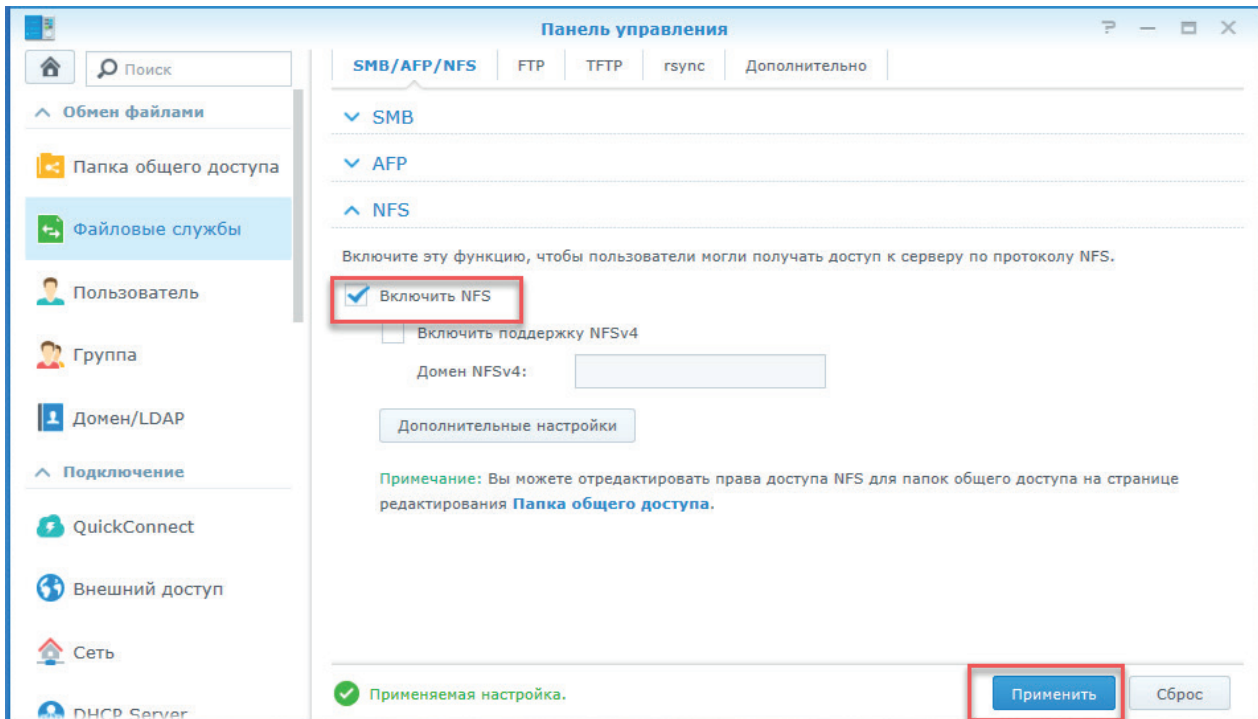 Панель управления
Поиск
Обмен файлами
Папка общего доступа
Файловые службы
Пользователь
Группа
Домен/LDAP
Подключение
QuickConnect
Внешний доступ
Сеть
DHCP Server
SMB/AFP/NFS FTP TFTP rsync Дополнительно
SMB
AFP
NFS
Включите эту функцию, чтобы пользователи могли получать доступ к серверу по протоколу NFS.
Включить NFS
Включить поддержку NFSv4
Домен NFSv4:
Дополнительные настройки
Примечание: Вы можете отредактировать права доступа NFS для папок общего доступа на странице
редактирования Папка общего доступа.
Применяемая настройка.
Применить Сброс